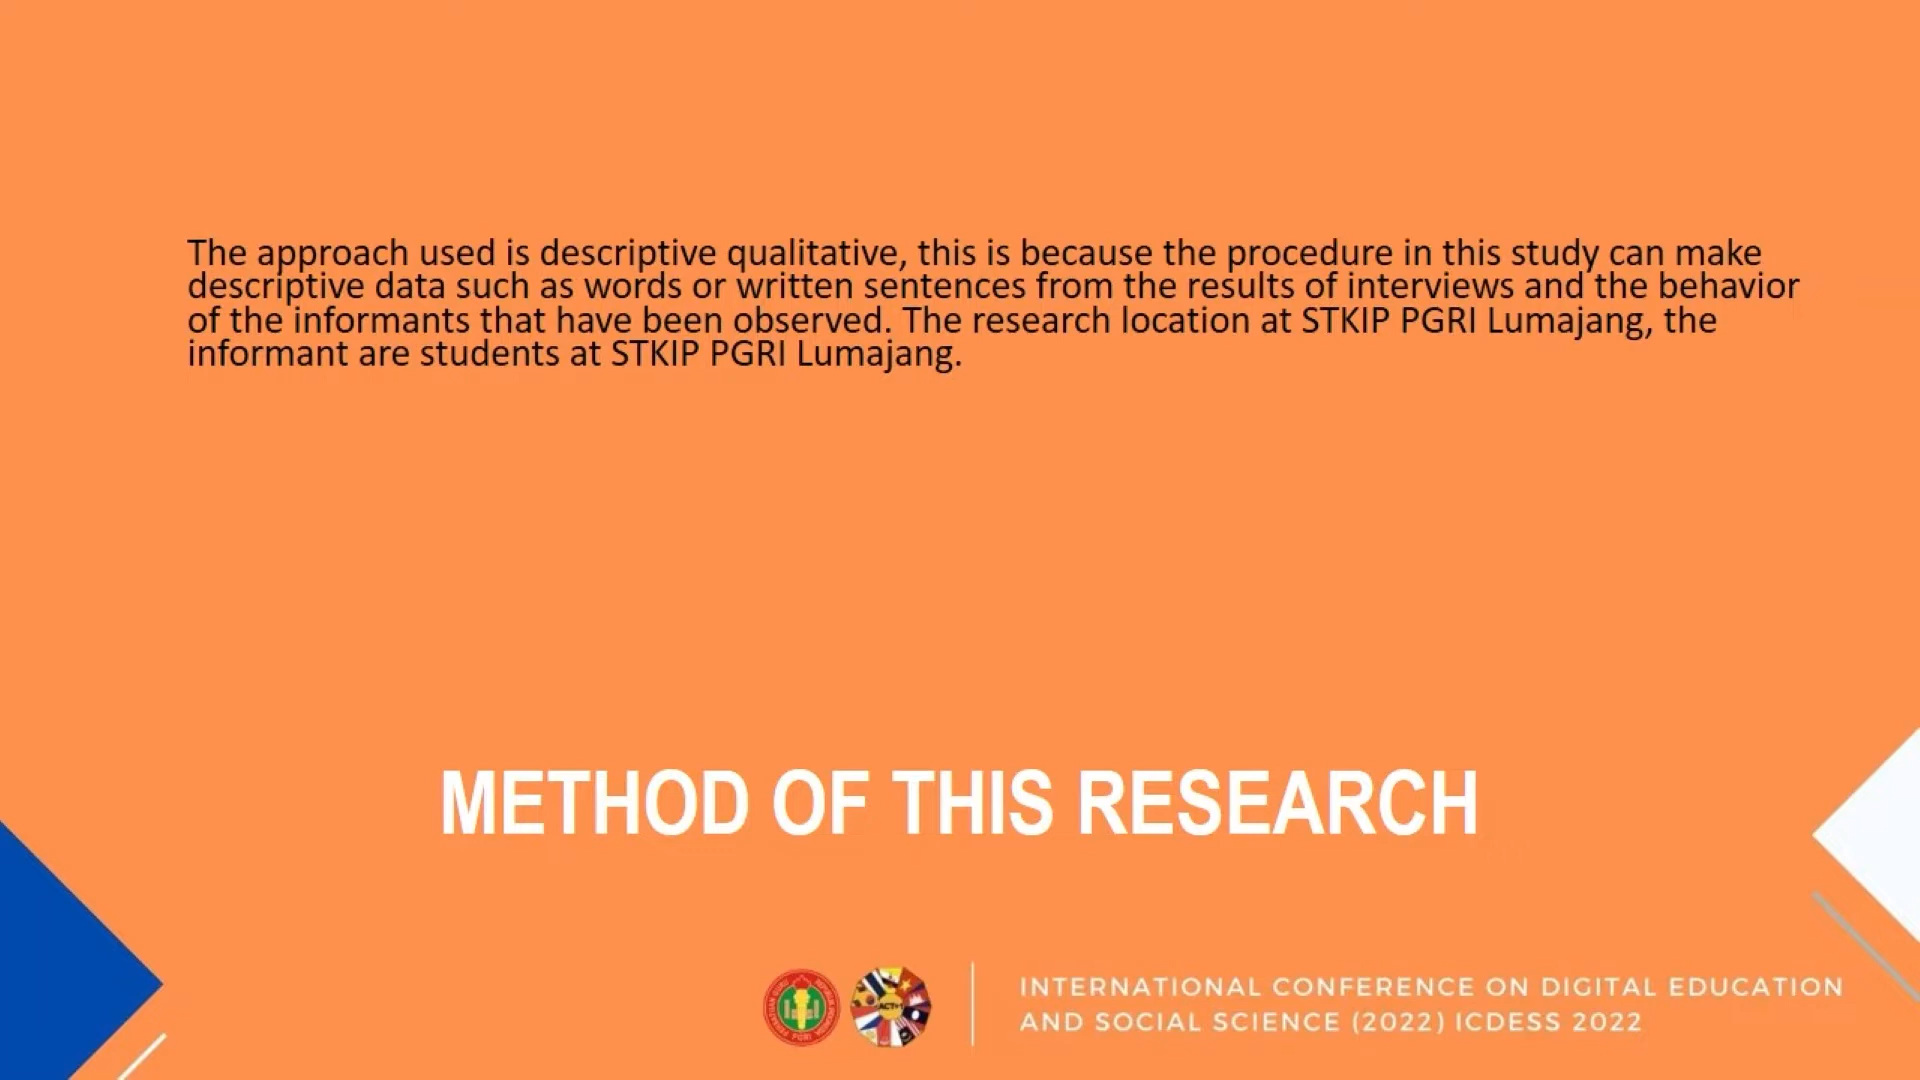 The approach used is descriptive qualitative, this is because the procedure in this study can make
descriptive data such as words or written sentences from the results of interviews and the behavior
of the informants that have been observed. The research location at STKIP PGRI Lumajang, the
informant are students at STKIP PGRI Lumajang.
METHOD OF THIS RESEARCH
PGRI
ACT+1
INTERNATIONAL CONFERENCE ON DIGITAL EDUCATION
AND SOCIAL SCIENCE (2022) ICDESS 2022